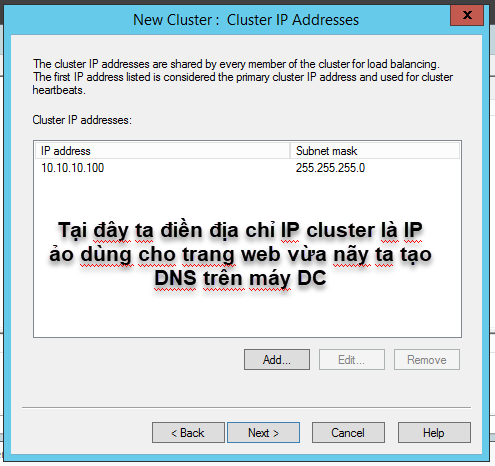 New Cluster : Cluster IP Addresses
x
The cluster IP addresses are shared by every member of the cluster for load balancing.
The first IP address listed is considered the primary cluster IP address and used for cluster
heartbeats.
Cluster IP addresses:
IP address Subnet mask
10.10.10.100 255.255.255.0
Tại đây ta điền địa chỉ IP cluster là IP
ảo dùng cho trang web vừa nãy ta tạo
DNS trên máy DC
Add... Edit... Remove
< Back Next > Cancel Help